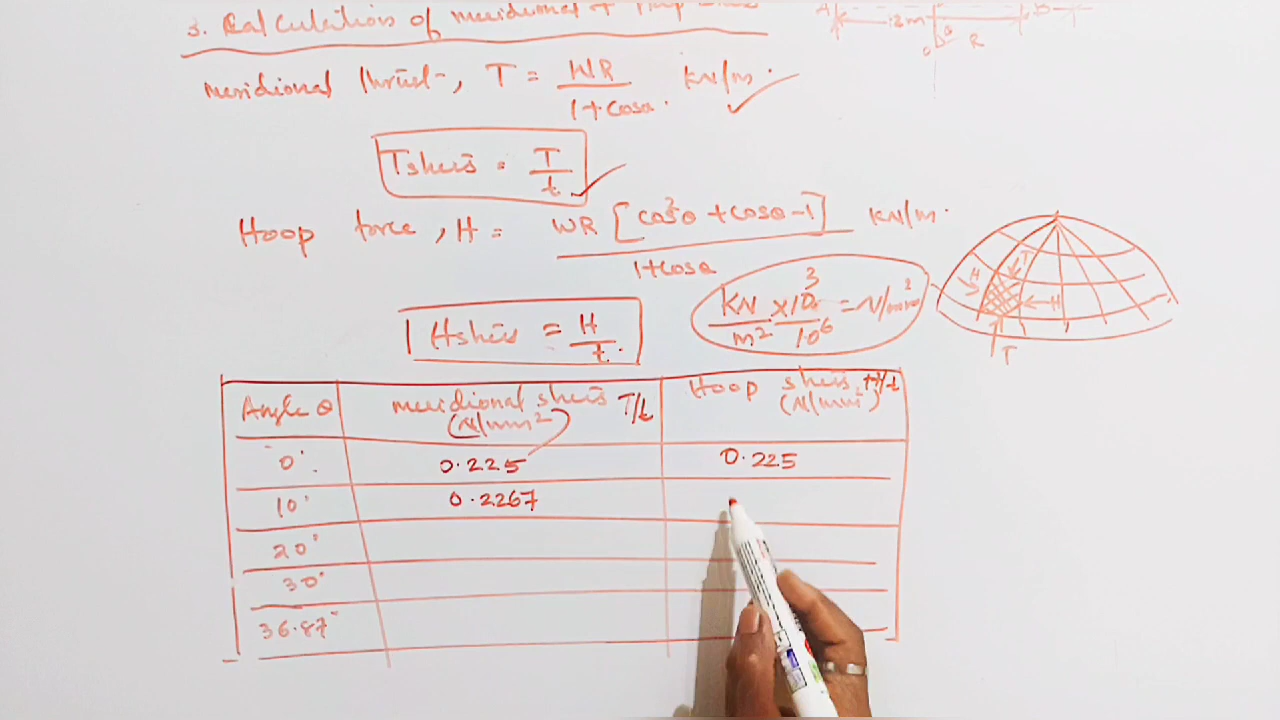 3. Calculation of meridional & Hoop
meridional thrust, T = WR / 1+cosθ kN/m.
A 12m B
R
T stress = T / t
Hoop force, H = WR [cos²θ + cosθ - 1] / 1+cosθ kN/m.
KN / m² × 10³ / 10⁶ = N/mm²
H T H T
H stress = H / t.
Angle θ meridional stress (N/mm²) T/t Hoop stress (N/mm²) H/t
0° 0.225 0.225
10° 0.2267
20°
30°
36.87°